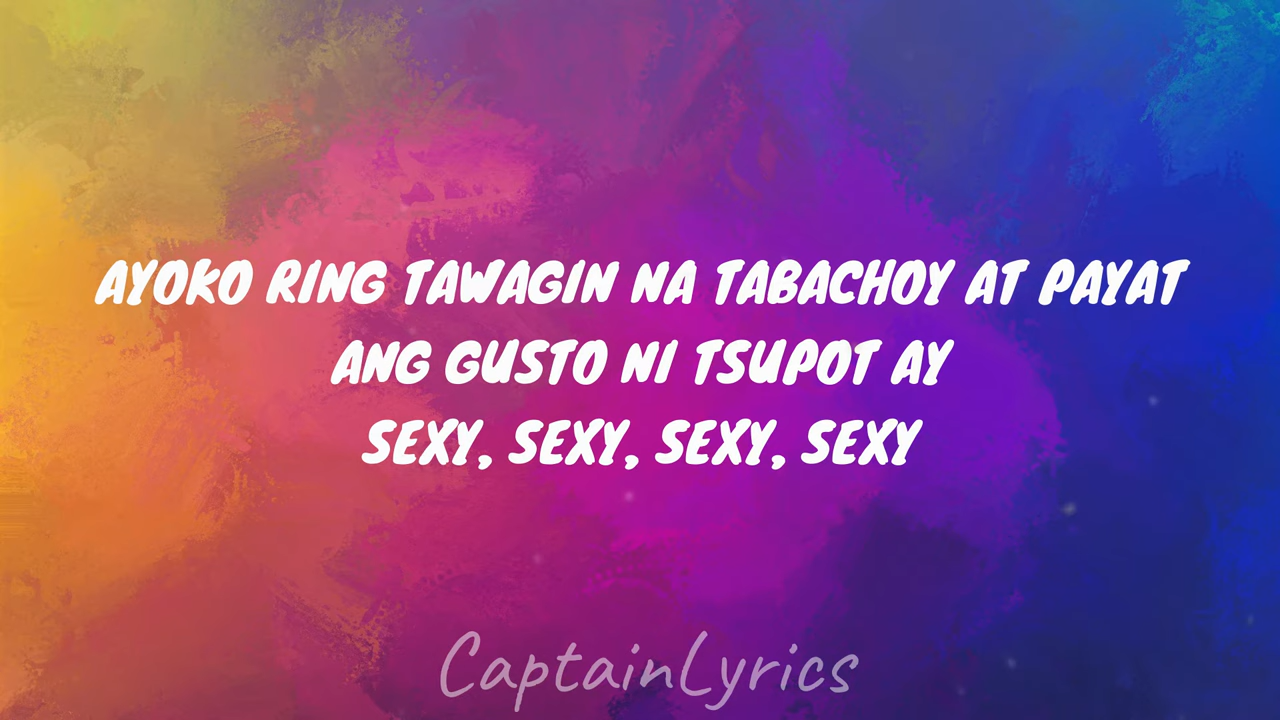 AYOKO RING TAWAGIN NA TABACHOY AT PAYAT
ANG GUSTO NI TSUPOT AY
SEXY, SEXY, SEXY, SEXY
CaptainLyrics